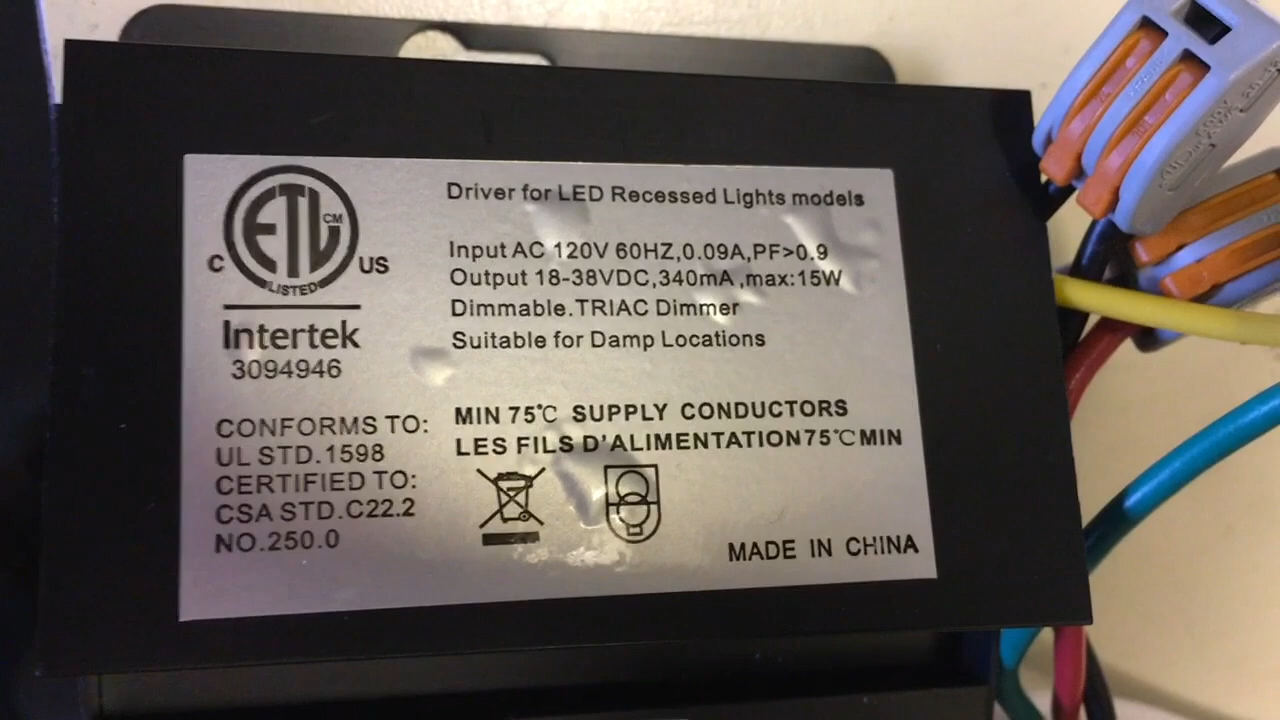 ETL CM
C US
LISTED
Intertek
3094946
CONFORMS TO:
UL STD.1598
CERTIFIED TO:
CSA STD.C22.2
NO.250.0
Driver for LED Recessed Lights models
Input AC 120V 60HZ,0.09A,PF>0.9
Output 18-38VDC,340mA,max:15W
Dimmable.TRIAC Dimmer
Suitable for Damp Locations
MIN 75℃ SUPPLY CONDUCTORS
LES FILS D'ALIMENTATION75℃MIN
MADE IN CHINA